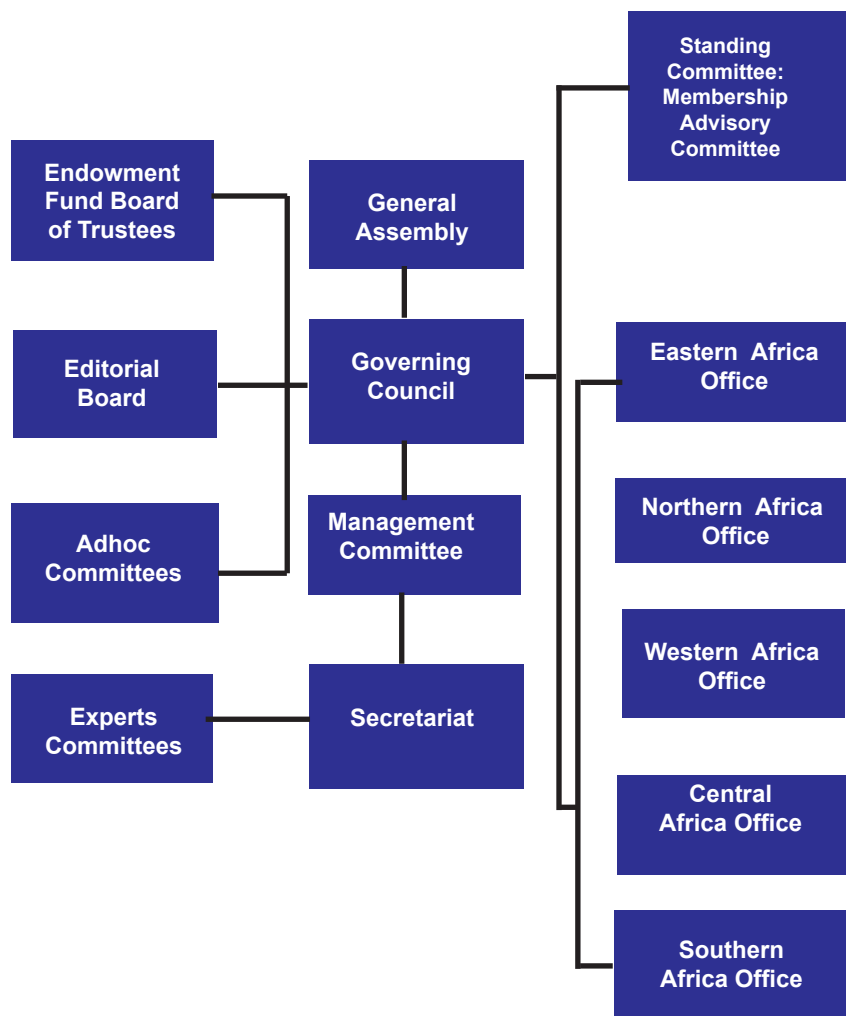 Standing
Committee:
Membership
Advisory
Committee
Endowment
Fund Board
of Trustees
General
Assembly
Editorial
Board
Governing
Council
Eastern Africa
Office
Adhoc
Committees
Management
Committee
Northern Africa
Office
Western Africa
Office
Experts
Committees
Secretariat
Central
Africa Office
Southern
Africa Office